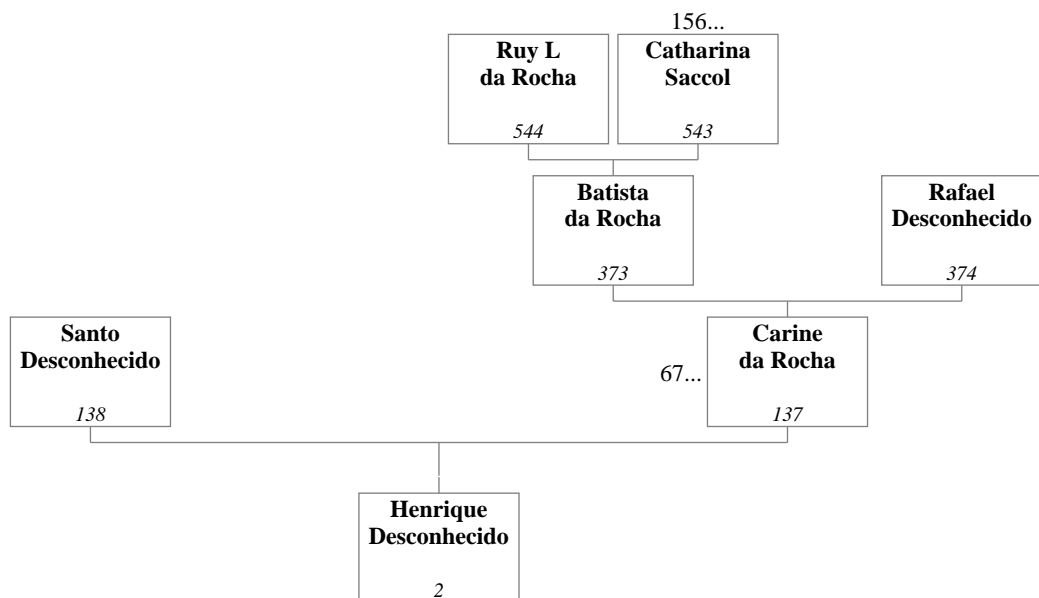 156...
Ruy L
da Rocha
544
Catharina
Saccol
543
Batista
da Rocha
373
Rafael
Desconhecido
374
Santo
Desconhecido
138
67...
Carine
da Rocha
137
Henrique
Desconhecido
2